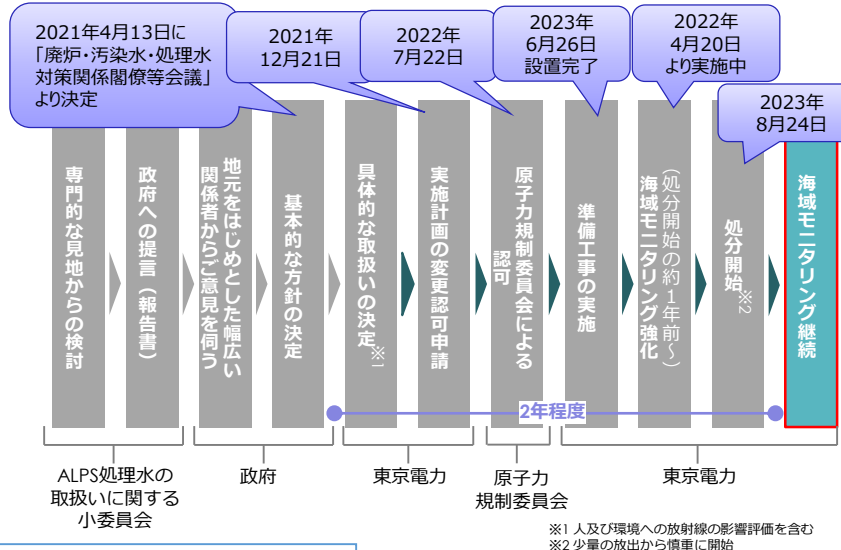 2021年4月13日に
「廃炉・汚染水・処理水
対策関係閣僚等会議」
より決定
2021年
12月21日
2022年
7月22日
2023年
6月26日
設置完了
2022年
4月20日
より実施中
2023年
8月24日
専門的な見地からの検討
政府への提言（報告書）
地元をはじめとした幅広い
関係者からご意見を伺う
基本的な方針の決定
具体的な取扱いの決定※1
実施計画の変更認可申請
原子力規制委員会による
認可
準備工事の実施
（処分開始の約１年前～）
海域モニタリング強化
処分開始※2
海域モニタリング継続
2年程度
ALPS処理水の
取扱いに関する
小委員会
政府
東京電力
原子力
規制委員会
東京電力
※1 人及び環境への放射線の影響評価を含む
※2 少量の放出から慎重に開始